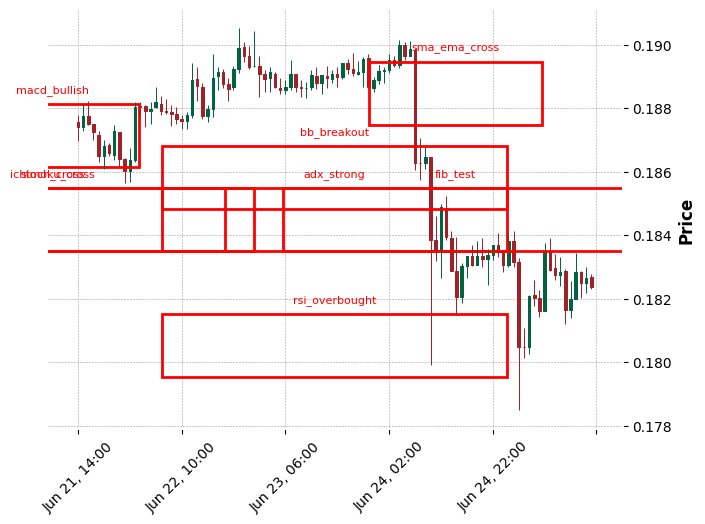 sma_ema_cross
macd_bullish
bb_breakout
adx_strong
fib_test
rsi_overbought
0.190
0.188
0.186
0.184
0.182
0.180
0.178
Price
Jun 21, 14:00
Jun 22, 10:00
Jun 23, 06:00
Jun 24, 02:00
Jun 24, 22:00